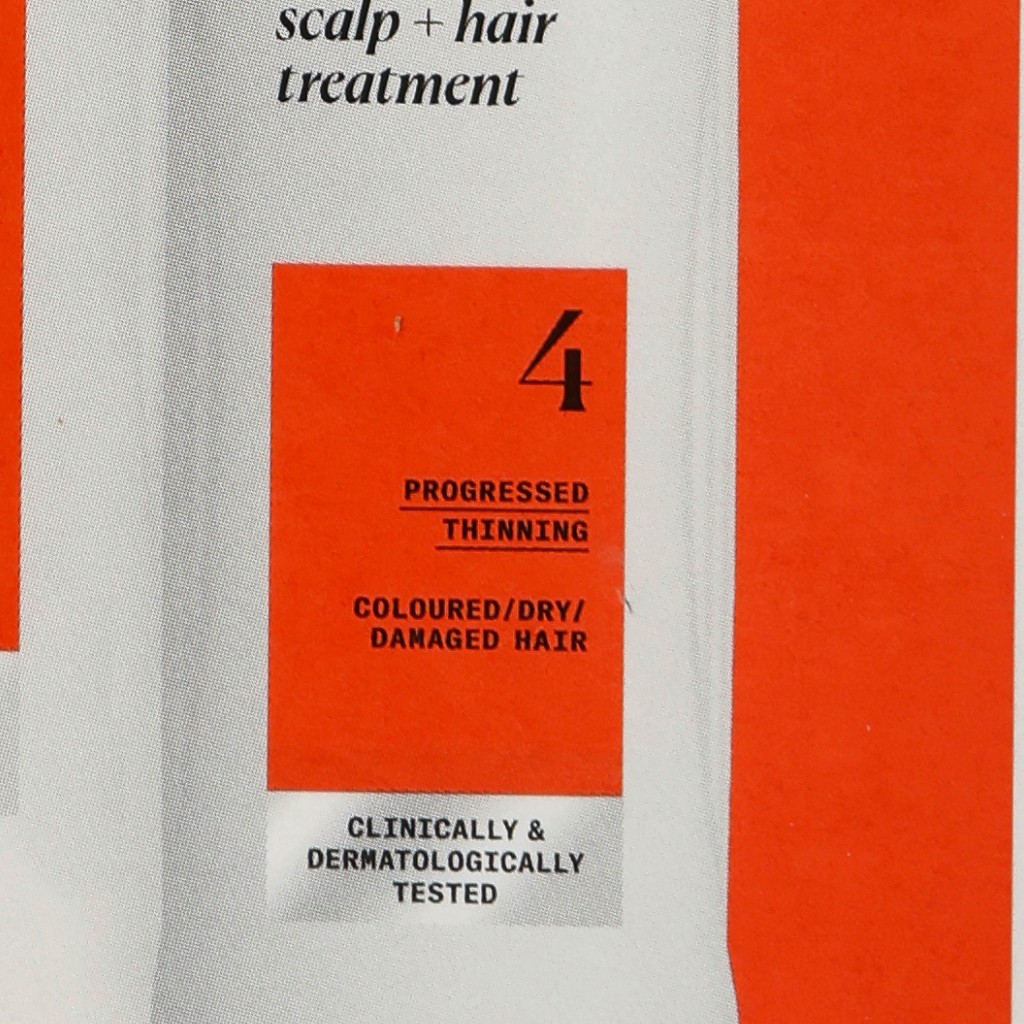 scalp + hair
treatment
4
PROGRESSED
THINNING
COLOURED/DRY/
DAMAGED HAIR
CLINICALLY &
DERMATOLOGICALLY
TESTED